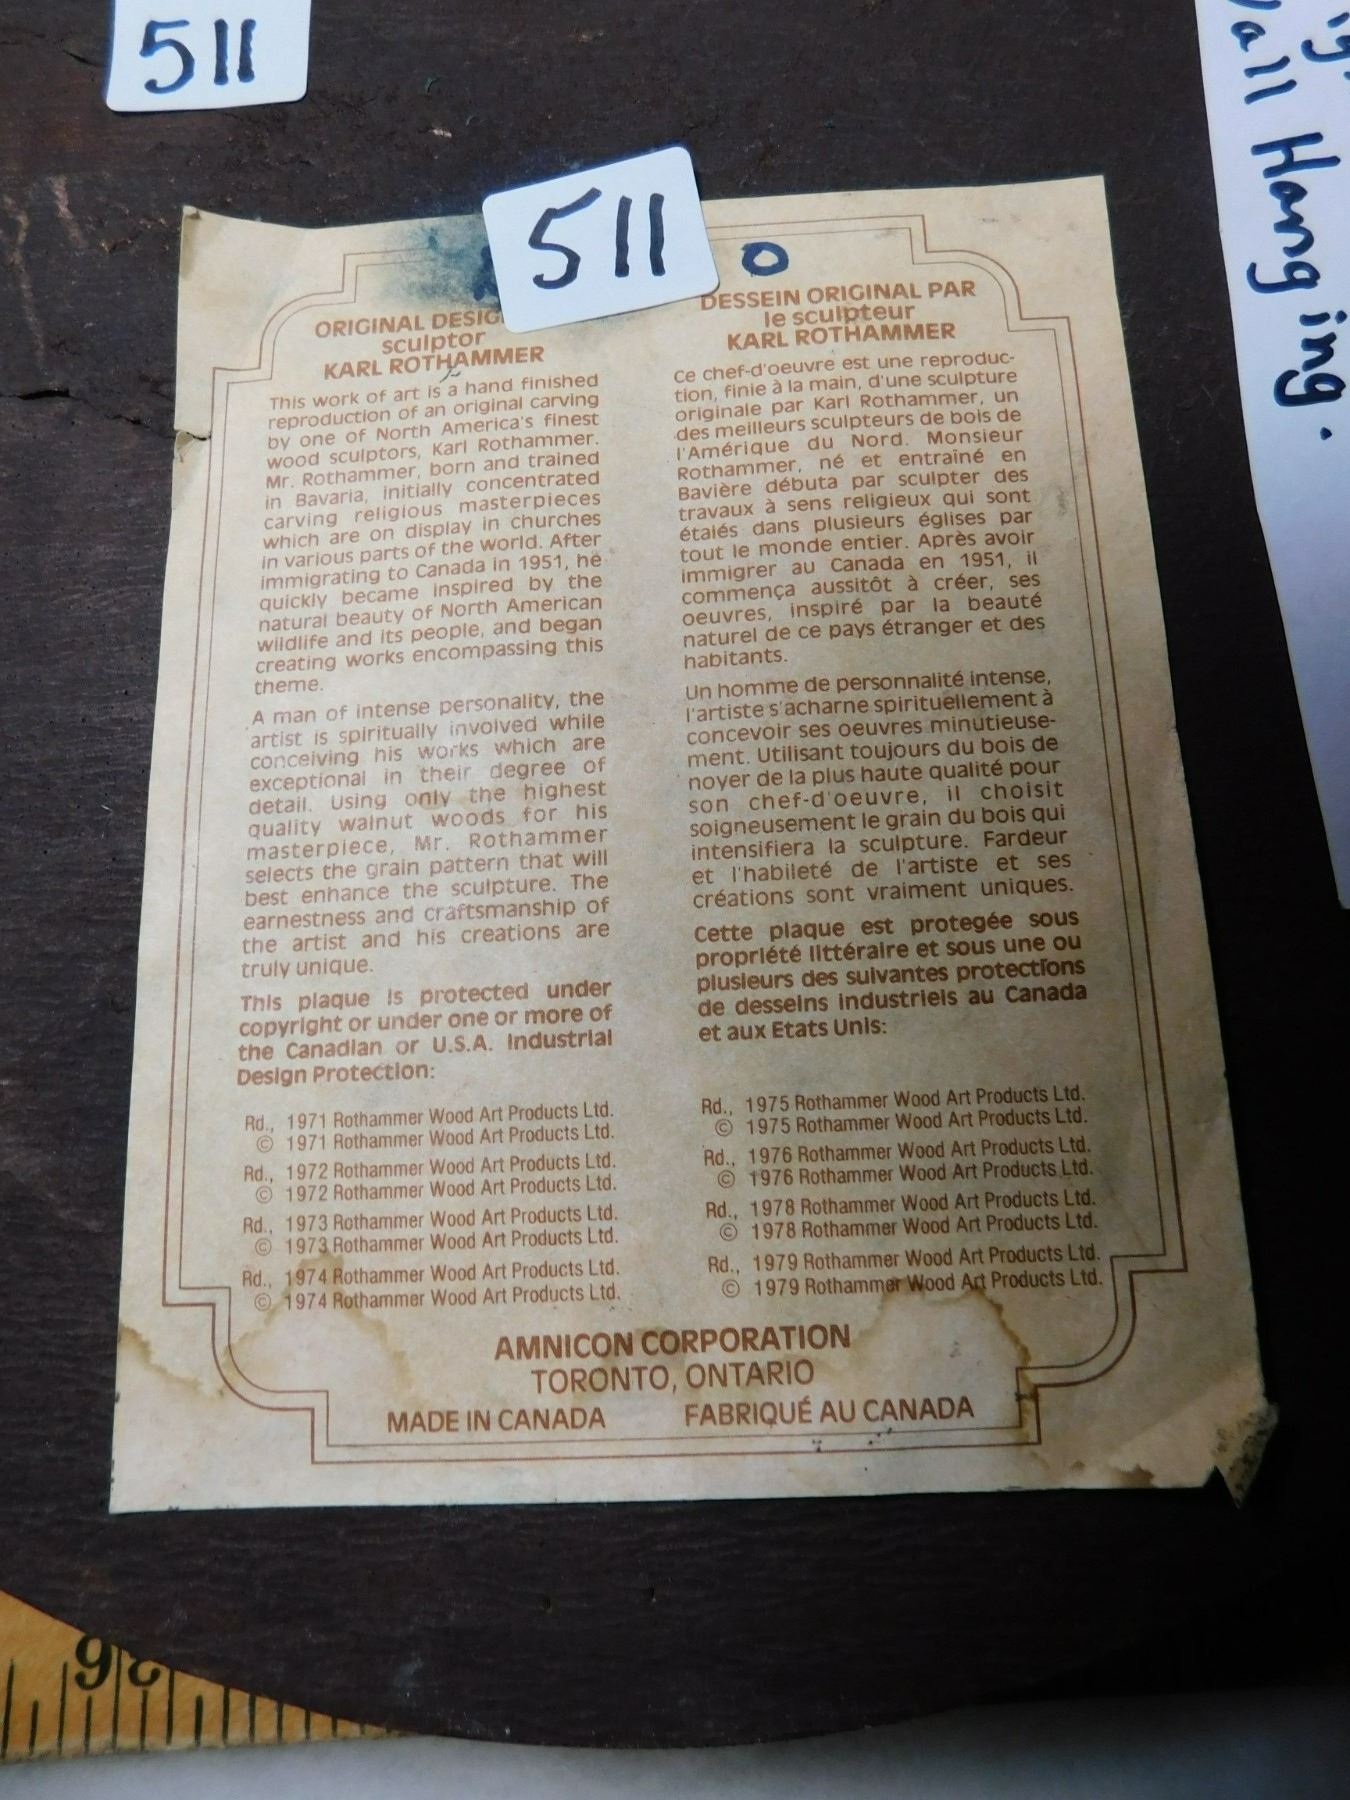 511
511
O
all Hanging.
ORIGINAL DESIG
sculptor
KARL ROTHAMMER
This work of art is a hand finished
reproduction of an original carving
by one of North America's finest
wood sculptors, Karl Rothammer.
Mr. Rothammer, born and trained
in Bavaria, initially concentrated
carving religious masterpieces
which are on display in churches
in various parts of the world. After
immigrating to Canada in 1951, he
quickly became inspired by the
natural beauty of North American
wildlife and its people, and began
creating works encompassing this
theme.
A man of intense personality, the
artist is spiritually involved while
conceiving his works which are
exceptional in their degree of
detail. Using only the highest
quality walnut woods for his
masterpiece, Mr. Rothammer
selects the grain pattern that will
best enhance the sculpture. The
earnestness and craftsmanship of
the artist and his creations are
truly unique.
This plaque is protected under
copyright or under one or more of
the Canadian or U.S.A. Industrial
Design Protection:
Rd., 1971 Rothammer Wood Art Products Ltd.
© 1971 Rothammer Wood Art Products Ltd.
Rd., 1972 Rothammer Wood Art Products Ltd.
© 1972 Rothammer Wood Art Products Ltd.
Rd., 1973 Rothammer Wood Art Products Ltd.
© 1973 Rothammer Wood Art Products Ltd.
Rd., 1974 Rothammer Wood Art Products Ltd.
© 1974 Rothammer Wood Art Products Ltd.
DESSEIN ORIGINAL PAR
le sculpteur
KARL ROTHAMMER
Ce chef-d'oeuvre est une reproduc-
tion, finie à la main, d'une sculpture
originale par Karl Rothammer, un
des meilleurs sculpteurs de bois de
l'Amérique du Nord. Monsieur
Rothammer, né et entraîné en
Bavière débuta par sculpter des
travaux à sens religieux qui sont
étalés dans plusieurs églises par
tout le monde entier. Après avoir
immigrer au Canada en 1951, il
commença aussitôt à créer, ses
oeuvres, inspiré par la beauté
naturel de ce pays étranger et des
habitants.
Un homme de personnalité intense,
l'artiste s'acharne spirituellement à
concevoir ses oeuvres minutieuse-
ment. Utilisant toujours du bois de
noyer de la plus haute qualité pour
son chef-d'oeuvre, il choisit
soigneusement le grain du bois qui
intensifiera la sculpture. Fardeur
et l'habileté de l'artiste et ses
créations sont vraiment uniques.
Cette plaque est protegée sous
propriété littéraire et sous une ou
plusieurs des suivantes protections
de desseins industriels au Canada
et aux Etats Unis:
Rd., 1975 Rothammer Wood Art Products Ltd.
© 1975 Rothammer Wood Art Products Ltd.
Rd., 1976 Rothammer Wood Art Products Ltd.
© 1976 Rothammer Wood Art Products Ltd.
Rd., 1978 Rothammer Wood Art Products Ltd.
© 1978 Rothammer Wood Art Products Ltd.
Rd., 1979 Rothammer Wood Art Products Ltd.
© 1979 Rothammer Wood Art Products Ltd.
AMNICON CORPORATION
TORONTO, ONTARIO
MADE IN CANADA FABRIQUÉ AU CANADA